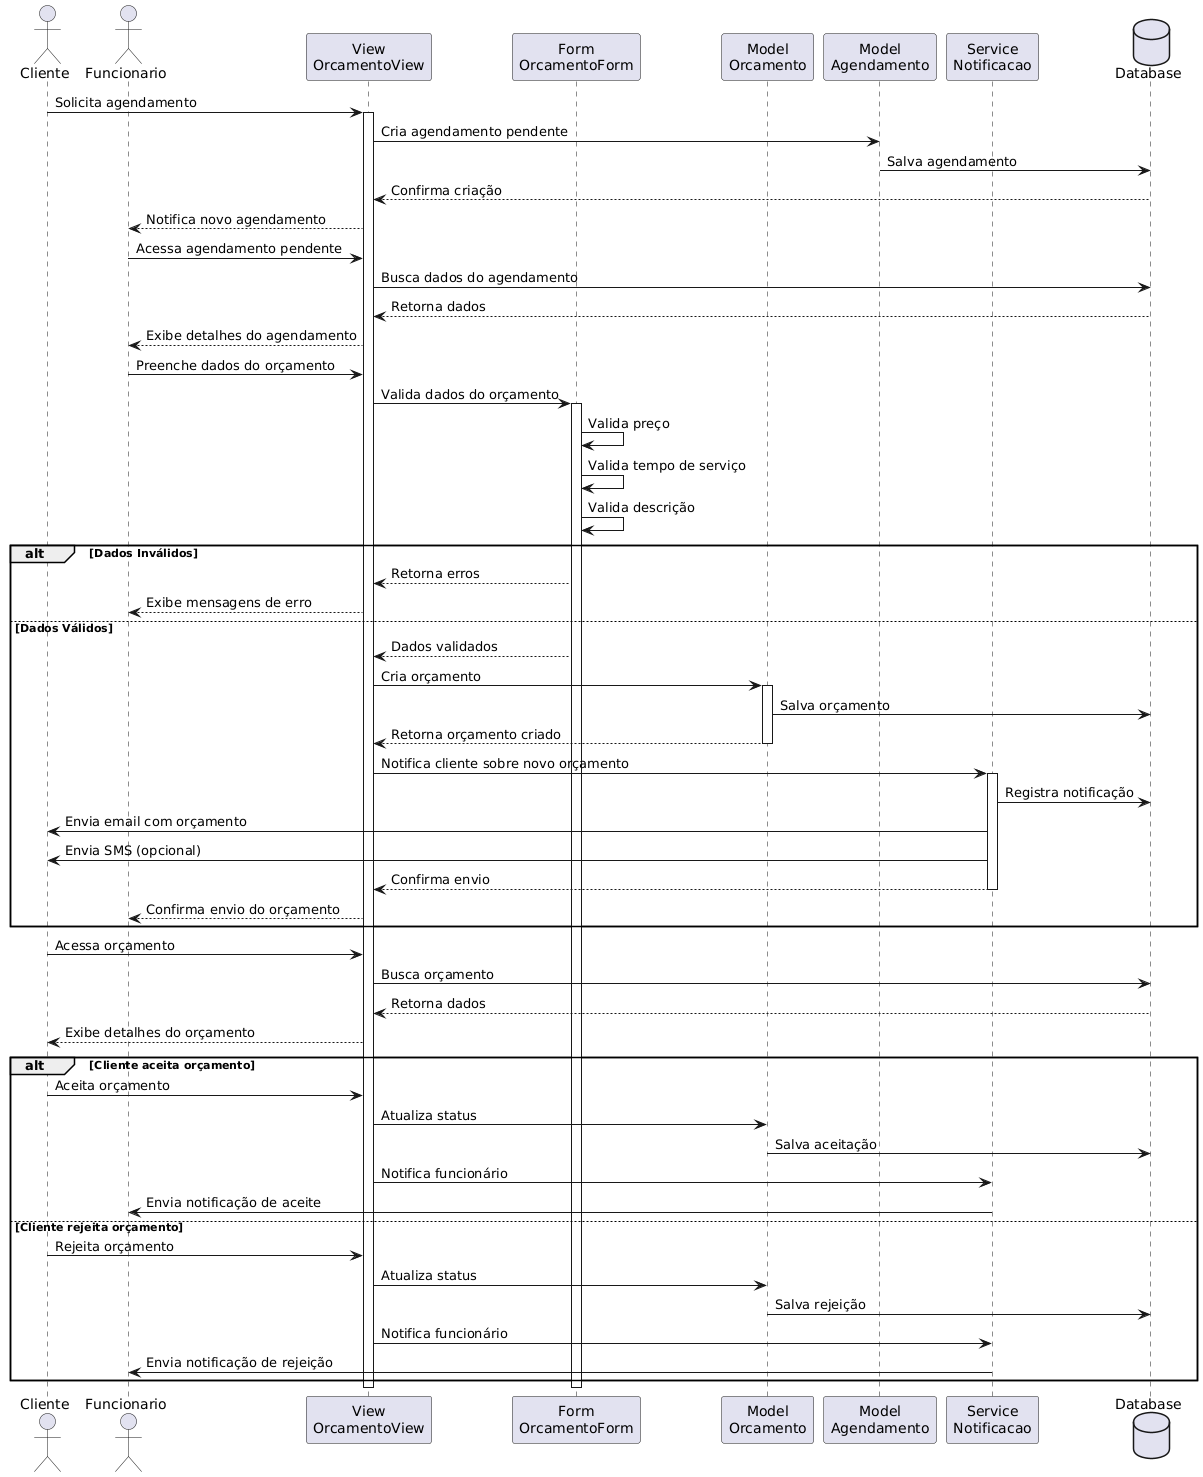 Cliente
Funcionario
View
OrcamentoView
Form
OrcamentoForm
Model
Orcamento
Model
Agendamento
Service
Notificacao
Database
Solicita agendamento
Cria agendamento pendente
Salva agendamento
Confirma criação
Notifica novo agendamento
Acessa agendamento pendente
Busca dados do agendamento
Retorna dados
Exibe detalhes do agendamento
Preenche dados do orçamento
Valida dados do orçamento
Valida preço
Valida tempo de serviço
Valida descrição
alt [Dados Inválidos]
Retorna erros
Exibe mensagens de erro
[Dados Válidos]
Dados validados
Cria orçamento
Salva orçamento
Retorna orçamento criado
Notifica cliente sobre novo orçamento
Registra notificação
Envia email com orçamento
Envia SMS (opcional)
Confirma envio
Confirma envio do orçamento
Acessa orçamento
Busca orçamento
Retorna dados
Exibe detalhes do orçamento
alt [Cliente aceita orçamento]
Aceita orçamento
Atualiza status
Salva aceitação
Notifica funcionário
Envia notificação de aceite
[Cliente rejeita orçamento]
Rejeita orçamento
Atualiza status
Salva rejeição
Notifica funcionário
Envia notificação de rejeição
Cliente
Funcionario
View
OrcamentoView
Form
OrcamentoForm
Model
Orcamento
Model
Agendamento
Service
Notificacao
Database